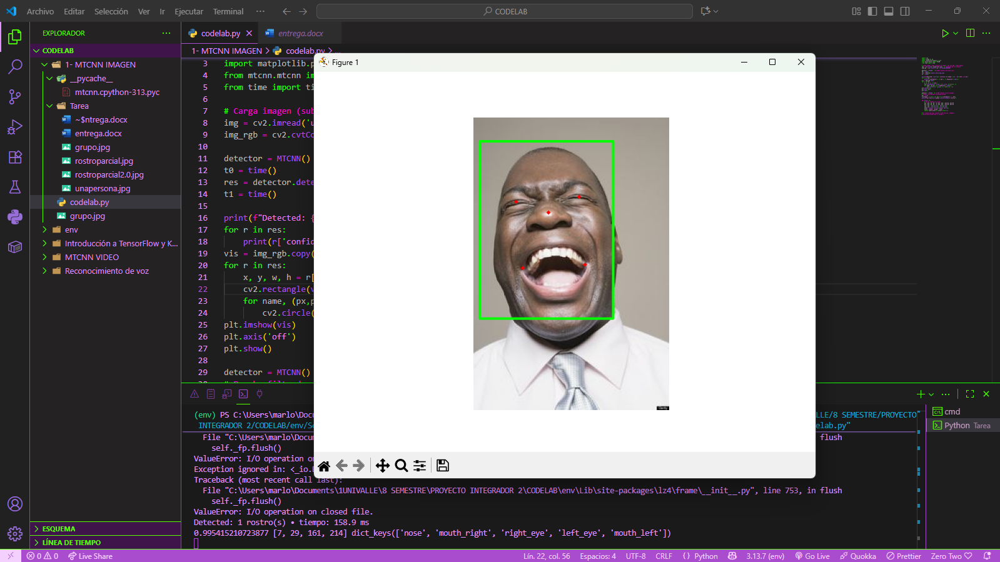 Archivo Editar Selección Ver Ir Ejecutar Terminal ··· CODELAB
EXPLORADOR
CODELAB
1- MTCNN IMAGEN
__pycache__
mtcnn.cpython-313.pyc
Tarea
~$ntrega.docx
entrega.docx
grupo.jpg
rostroparcial.jpg
rostroparcial2.0.jpg
unapersona.jpg
codelab.py
grupo.jpg
env
Introducción a TensorFlow y K...
MTCNN VIDEO
Reconocimiento de voz
ESQUEMA
LÍNEA DE TIEMPO
codelab.py entrega.docx
1- MTCNN IMAGEN > codelab.py > ...
3 import matplotlib.p
4 from mtcnn.mtcnn im
5 from time import ti
6
7 # Carga imagen (sub
8 img = cv2.imread('u
9 img_rgb = cv2.cvtCo
10
11 detector = MTCNN()
12 t0 = time()
13 res = detector.dete
14 t1 = time()
15
16 print(f"Detected: {
17 for r in res:
18 print(r['confid
19 vis = img_rgb.copy(
20 for r in res:
21 x, y, w, h = r[
22 cv2.rectangle(v
23 for name, (px,p
24 cv2.circle(
25 plt.imshow(vis)
26 plt.axis('off')
27 plt.show()
28
29 detector = MTCNN()
Figure 1
(env) PS C:\Users\marlo\Docu LLE/8 SEMESTRE/PROYECTO
INTEGRADOR 2/CODELAB/env/Sc elab.py"
File "C:\Users\marlo\Docum flush
self._fp.flush()
ValueError: I/O operation on
Exception ignored in: <_io.
Traceback (most recent call last):
File "C:\Users\marlo\Documents\1UNIVALLE\8 SEMESTRE\PROYECTO INTEGRADOR 2\CODELAB\env\Lib\site-packages\lz4\frame\__init__.py", line 753, in flush
self._fp.flush()
ValueError: I/O operation on closed file.
Detected: 1 rostro(s) • tiempo: 158.9 ms
0.995415210723877 [7, 29, 161, 214] dict_keys(['nose', 'mouth_right', 'right_eye', 'left_eye', 'mouth_left'])
cmd
Python Tarea
0 0 Live Share Lín. 22, col. 56 Espacios: 4 UTF-8 CRLF {} Python 3.13.7 (env) Go Live Quokka Prettier Zero Two